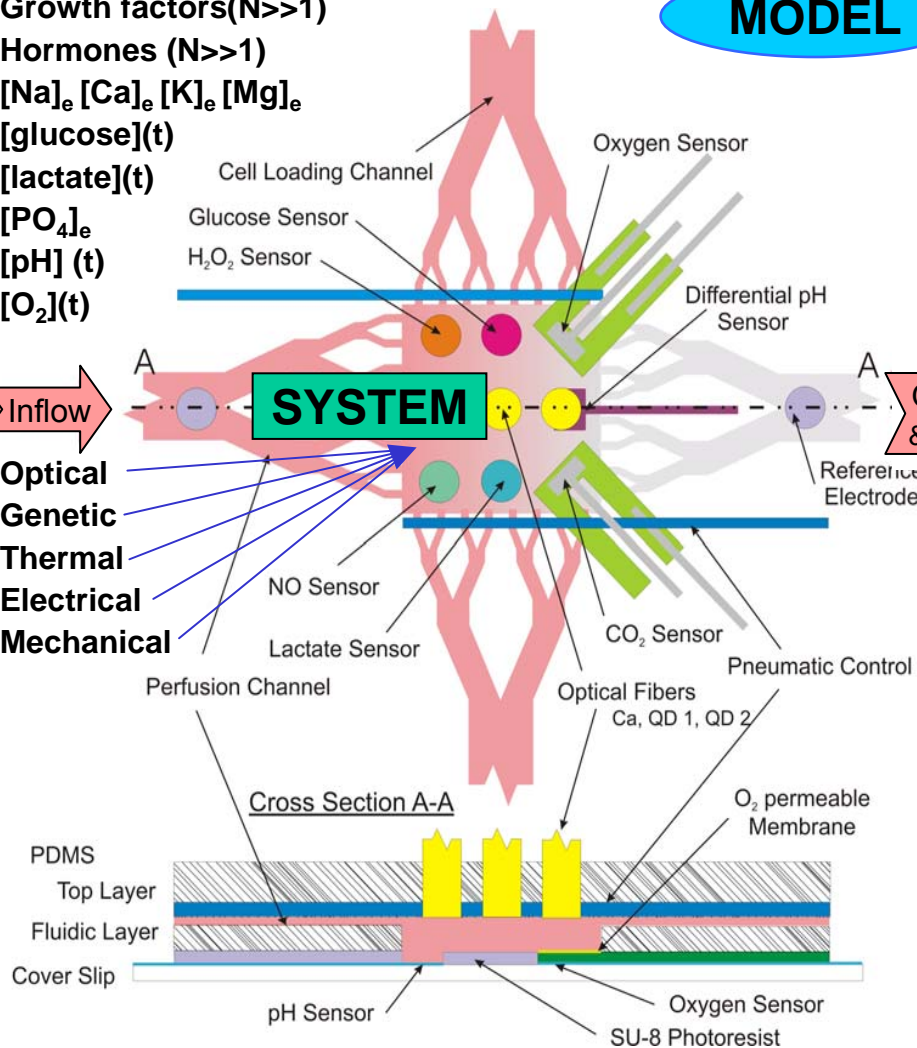 Growth factors(N>>1)
MODEL
Hormones (N>>1)
[Na]ₑ [Ca]ₑ [K]ₑ [Mg]ₑ
[glucose](t)
[lactate](t)
[PO₄]ₑ
[pH] (t)
[O₂](t)
Cell Loading Channel
Oxygen Sensor
Glucose Sensor
H₂O₂ Sensor
Differential pH
Sensor
A
A
Inflow
SYSTEM
&
Reference
Electrode
Optical
Genetic
Thermal
Electrical
Mechanical
NO Sensor
Lactate Sensor
CO₂ Sensor
Perfusion Channel
Pneumatic Control
Optical Fibers
Ca, QD 1, QD 2
Cross Section A-A
O₂ permeable
Membrane
PDMS
Top Layer
Fluidic Layer
Cover Slip
pH Sensor
Oxygen Sensor
SU-8 Photoresist